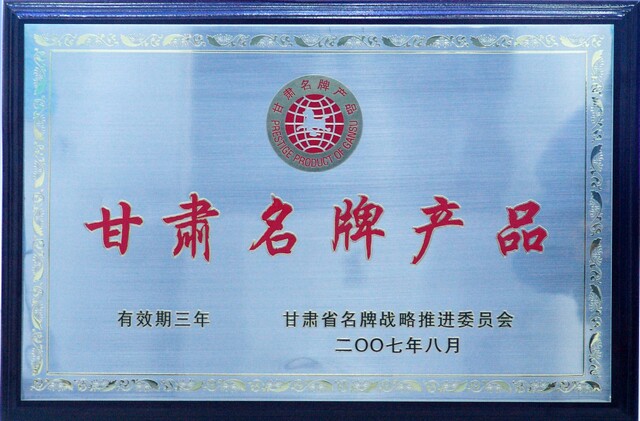 甘肃名牌产品
PRESTIGE PRODUCT OF GANSU
甘肃名牌产品
有效期三年
甘肃省名牌战略推进委员会
二〇〇七年八月